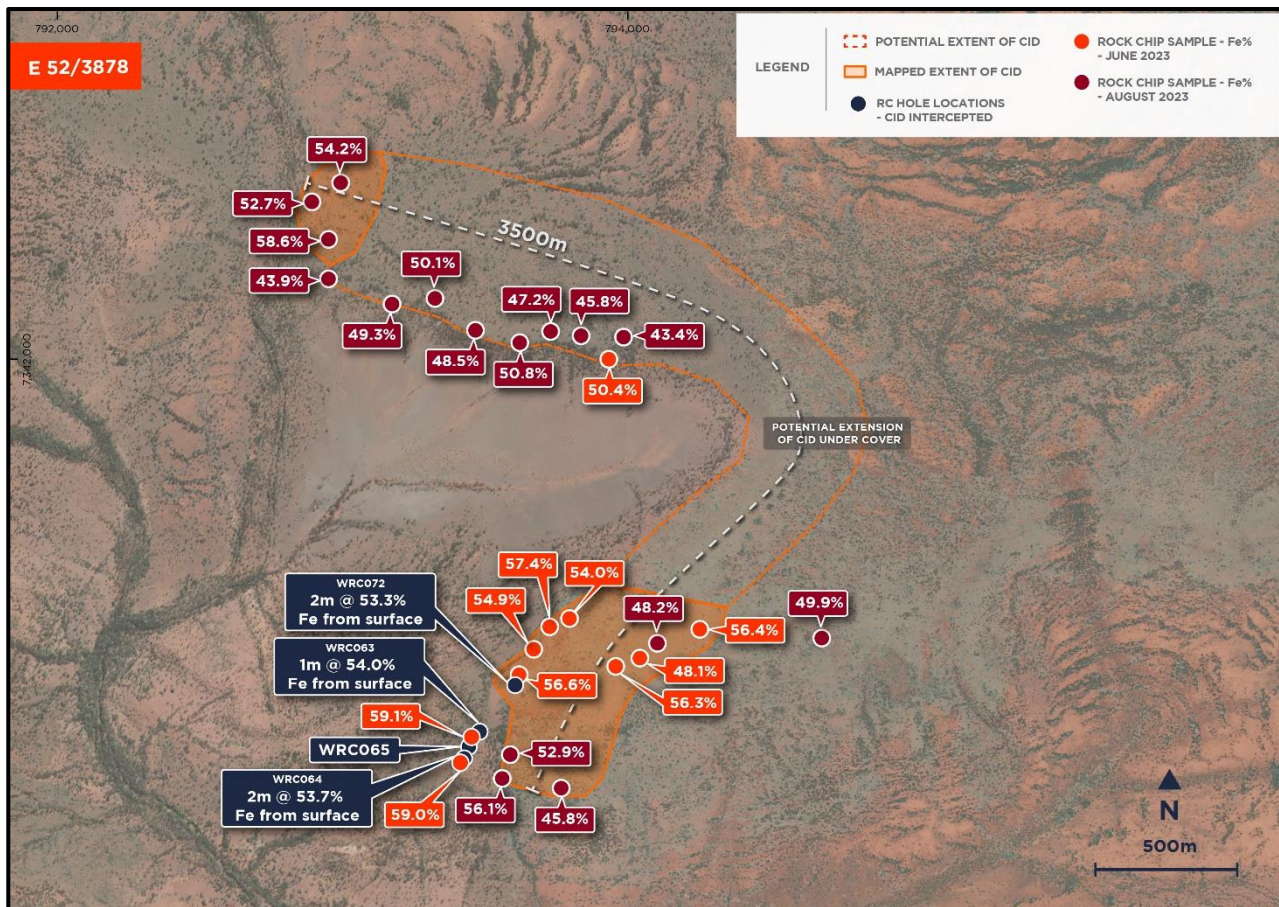 792,000
794,000
E 52/3878
LEGEND
POTENTIAL EXTENT OF CID
MAPPED EXTENT OF CID
RC HOLE LOCATIONS
- CID INTERCEPTED
ROCK CHIP SAMPLE - Fe%
- JUNE 2023
ROCK CHIP SAMPLE - Fe%
- AUGUST 2023
54.2%
52.7%
58.6%
43.9%
3500m
50.1%
49.3%
47.2%
45.8%
48.5%
50.8%
43.4%
50.4%
7,342,000
POTENTIAL EXTENSION
OF CID UNDER COVER
57.4%
54.0%
54.9%
WRC072
2m @ 53.3%
Fe from surface
48.2%
49.9%
56.4%
48.1%
56.6%
56.3%
WRC063
1m @ 54.0%
Fe from surface
59.1%
WRC065
52.9%
WRC064
2m @ 53.7%
Fe from surface
59.0%
56.1%
45.8%
N
500m